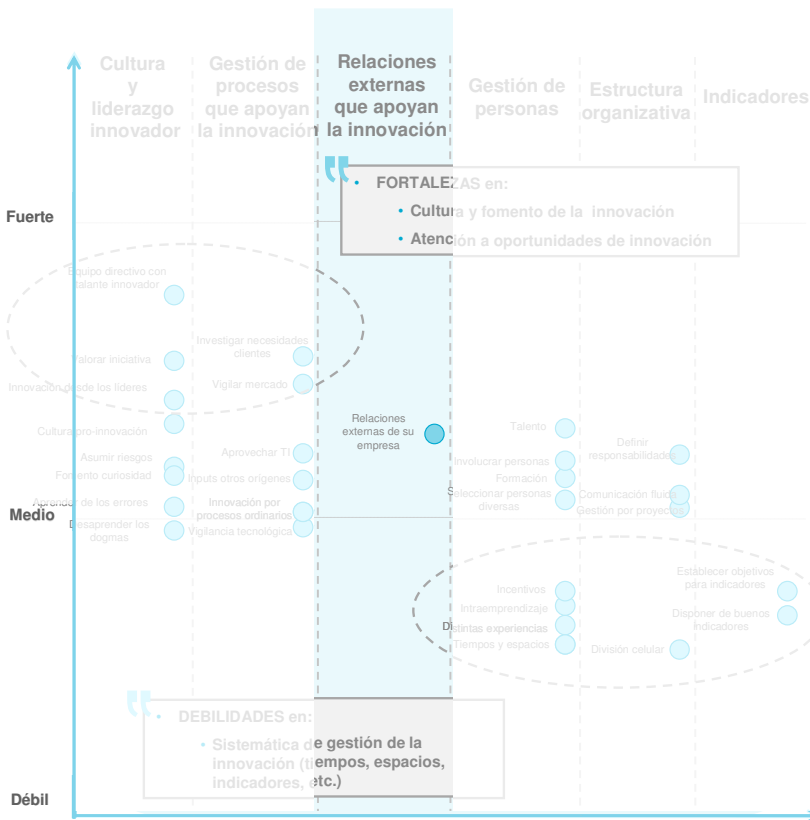 Cultura
y
liderazgo
innovador
Gestión de
procesos
que apoyan
la innovación
Relaciones
externas
que apoyan
la innovación
Gestión de
personas
Estructura
organizativa
Indicadores
• FORTALEZAS en:
• Cultura y fomento de la innovación
• Atención a oportunidades de innovación
Fuerte
Equipo directivo con
talante innovador
Investigar necesidades
clientes
Valorar iniciativa
Vigilar mercado
Innovación desde los líderes
Relaciones
externas de su
empresa
Cultura pro-innovación
Talento
Definir
responsabilidades
Asumir riesgos
Aprovechar TI
Involucrar personas
Fomento curiosidad
Inputs otros orígenes
Formación
Seleccionar personas
diversas
Comunicación fluida
Gestión por proyectos
Aprender de los errores
Innovación por
procesos ordinarios
Medio
Desaprender los
dogmas
Vigilancia tecnológica
Establecer objetivos
para indicadores
Incentivos
Intraemprendizaje
Disponer de buenos
indicadores
Distintas experiencias
Tiempos y espacios
División celular
• DEBILIDADES en:
• Sistemática de gestión de la
innovación (tiempos, espacios,
indicadores, etc.)
Débil